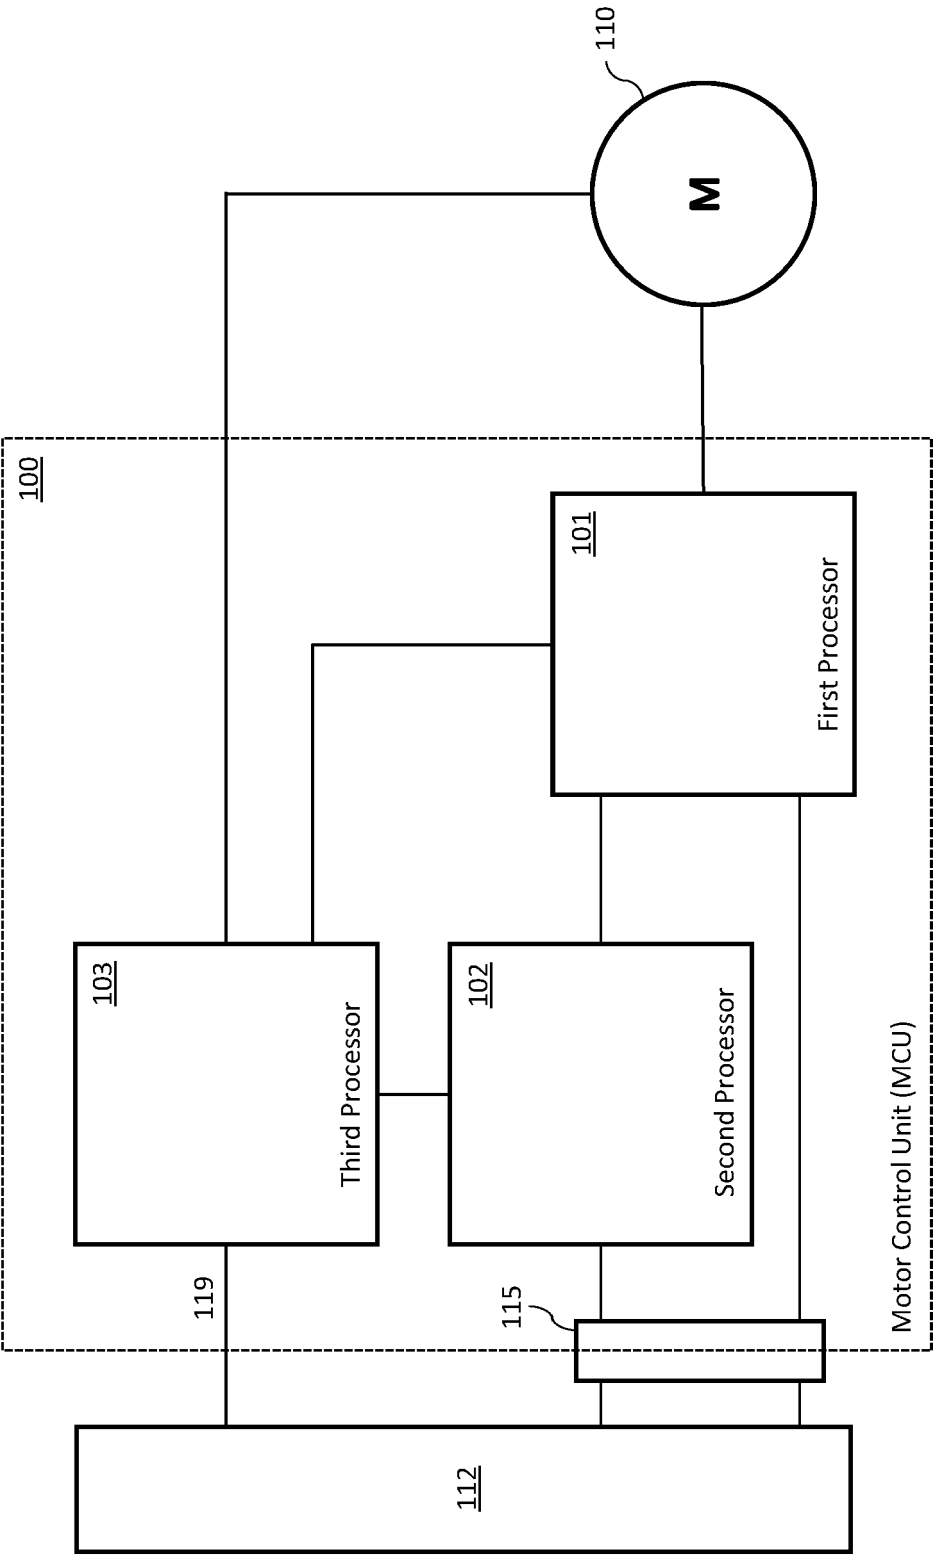 100
110
103
Third Processor
119
101
First Processor
M
102
Second Processor
115
112
Motor Control Unit (MCU)